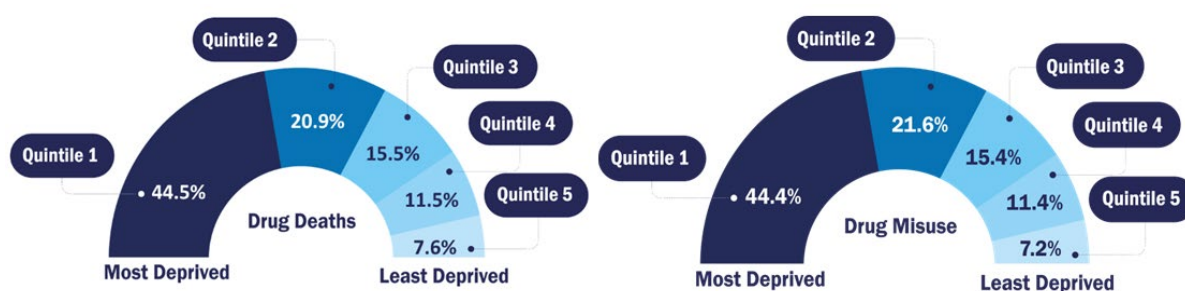 Quintile 2
Quintile 3
Quintile 4
Quintile 1
Quintile 5
20.9%
15.5%
44.5%
11.5%
7.6%
Drug Deaths
Most Deprived
Least Deprived
Quintile 2
Quintile 3
Quintile 4
Quintile 1
Quintile 5
21.6%
15.4%
44.4%
11.4%
7.2%
Drug Misuse
Most Deprived
Least Deprived